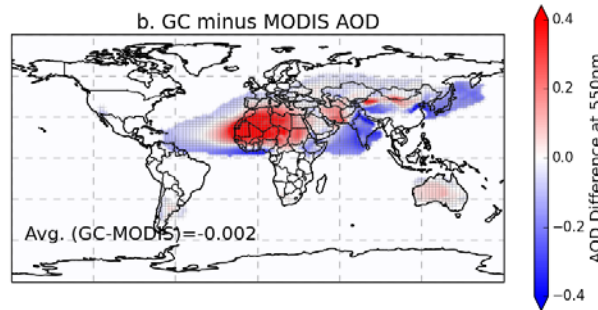 b. GC minus MODIS AOD
Avg. (GC-MODIS)=-0.002
0.4
0.2
0.0
−0.2
−0.4
AOD Difference at 550nm